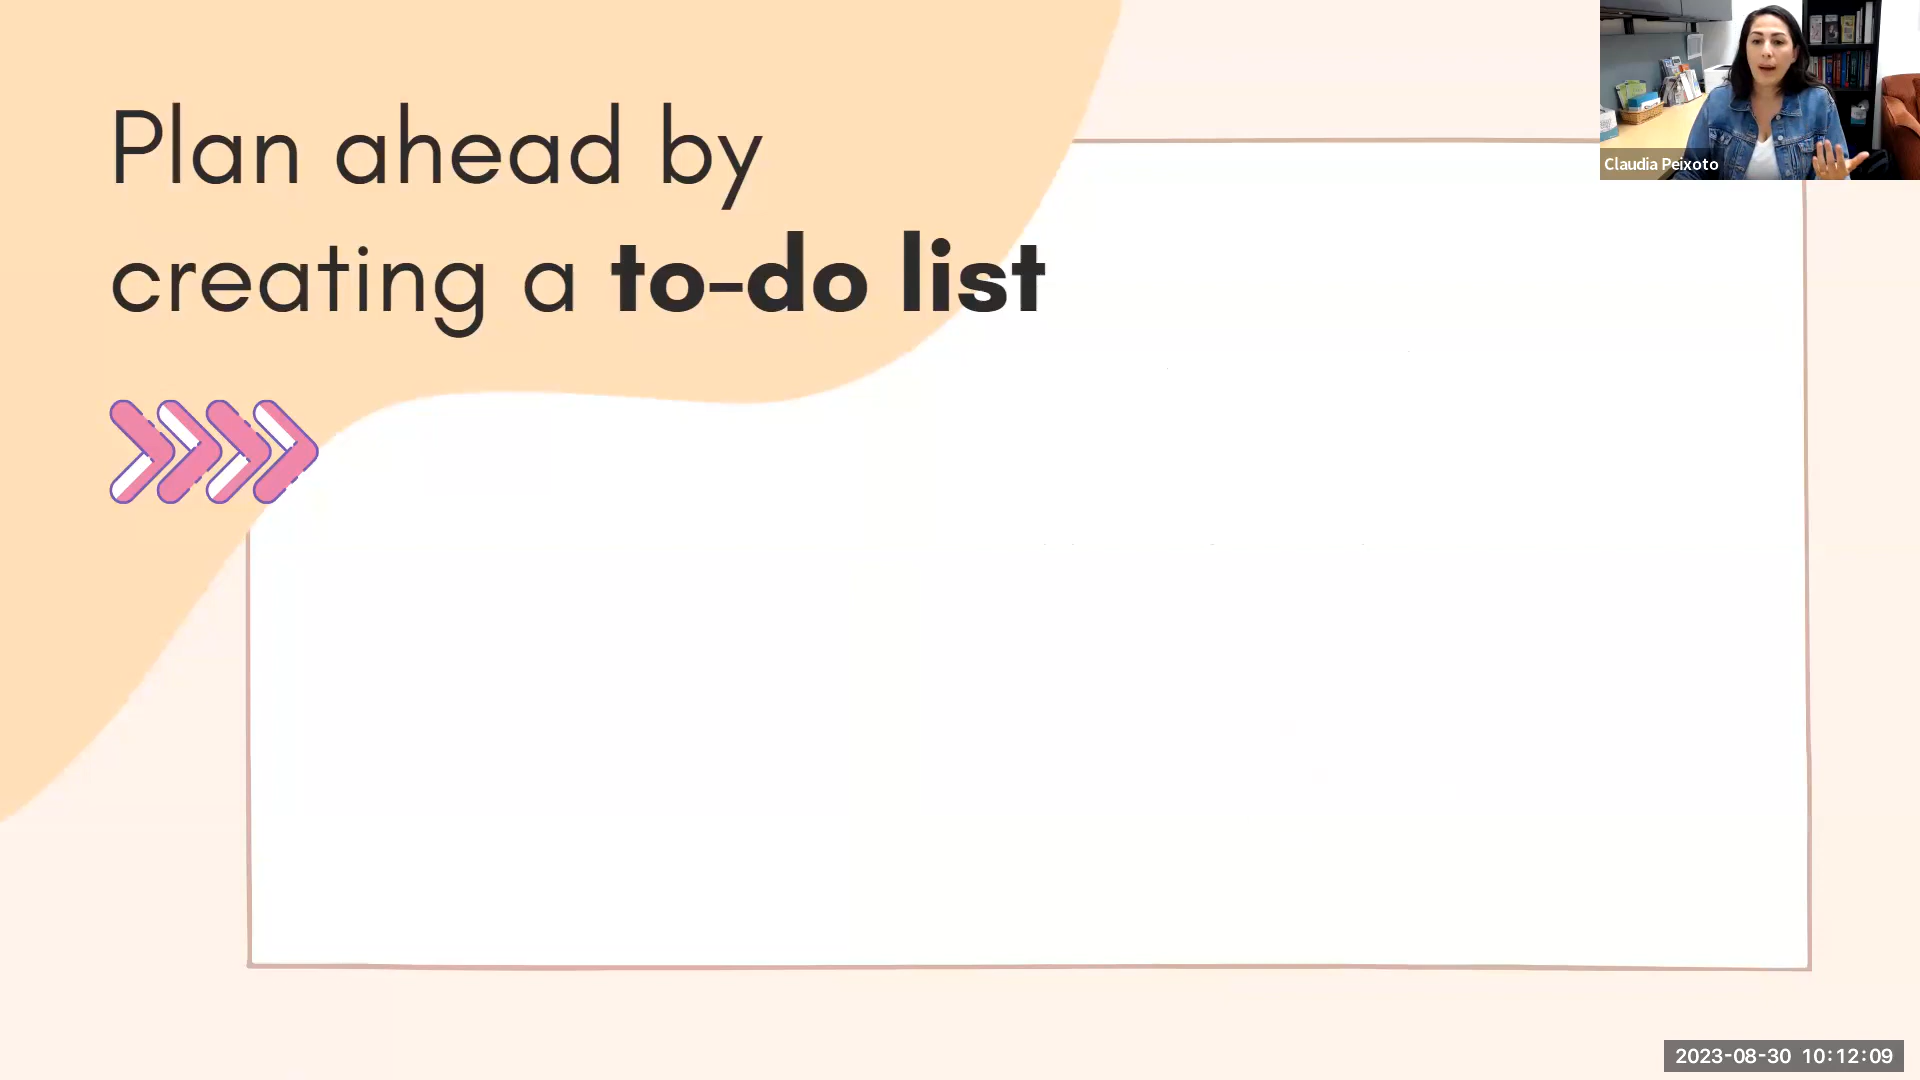 Plan ahead by
creating a to-do list
Claudia Peixoto
2023-08-30 10:12:09